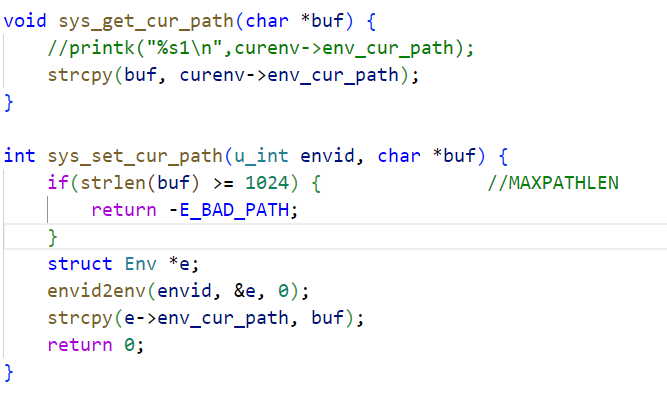 void sys_get_cur_path(char *buf) {
    //printk("%s1\n",curenv->env_cur_path);
    strcpy(buf, curenv->env_cur_path);
}

int sys_set_cur_path(u_int envid, char *buf) {
    if(strlen(buf) >= 1024) {               //MAXPATHLEN
        return -E_BAD_PATH;
    }
    struct Env *e;
    envid2env(envid, &e, 0);
    strcpy(e->env_cur_path, buf);
    return 0;
}